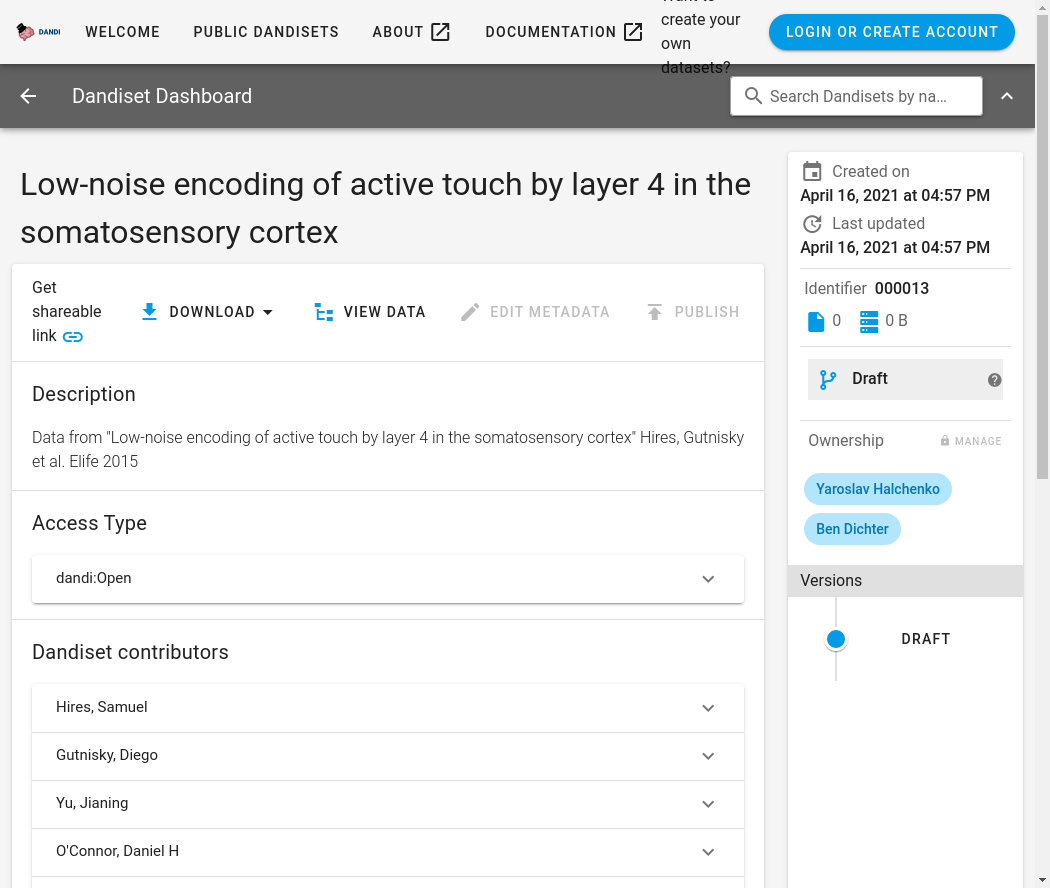 DANDI
WELCOME
PUBLIC DANDISETS
ABOUT
DOCUMENTATION
create your
own
datasets?
LOGIN OR CREATE ACCOUNT
Dandiset Dashboard
Search Dandisets by na…
Low-noise encoding of active touch by layer 4 in the
somatosensory cortex
Get
shareable
link
DOWNLOAD
VIEW DATA
EDIT METADATA
PUBLISH
Description
Data from "Low-noise encoding of active touch by layer 4 in the somatosensory cortex" Hires, Gutnisky
et al. Elife 2015
Access Type
dandi:Open
Dandiset contributors
Hires, Samuel
Gutnisky, Diego
Yu, Jianing
O'Connor, Daniel H
Created on
April 16, 2021 at 04:57 PM
Last updated
April 16, 2021 at 04:57 PM
Identifier 000013
0 0 B
Draft
Ownership MANAGE
Yaroslav Halchenko
Ben Dichter
Versions
DRAFT